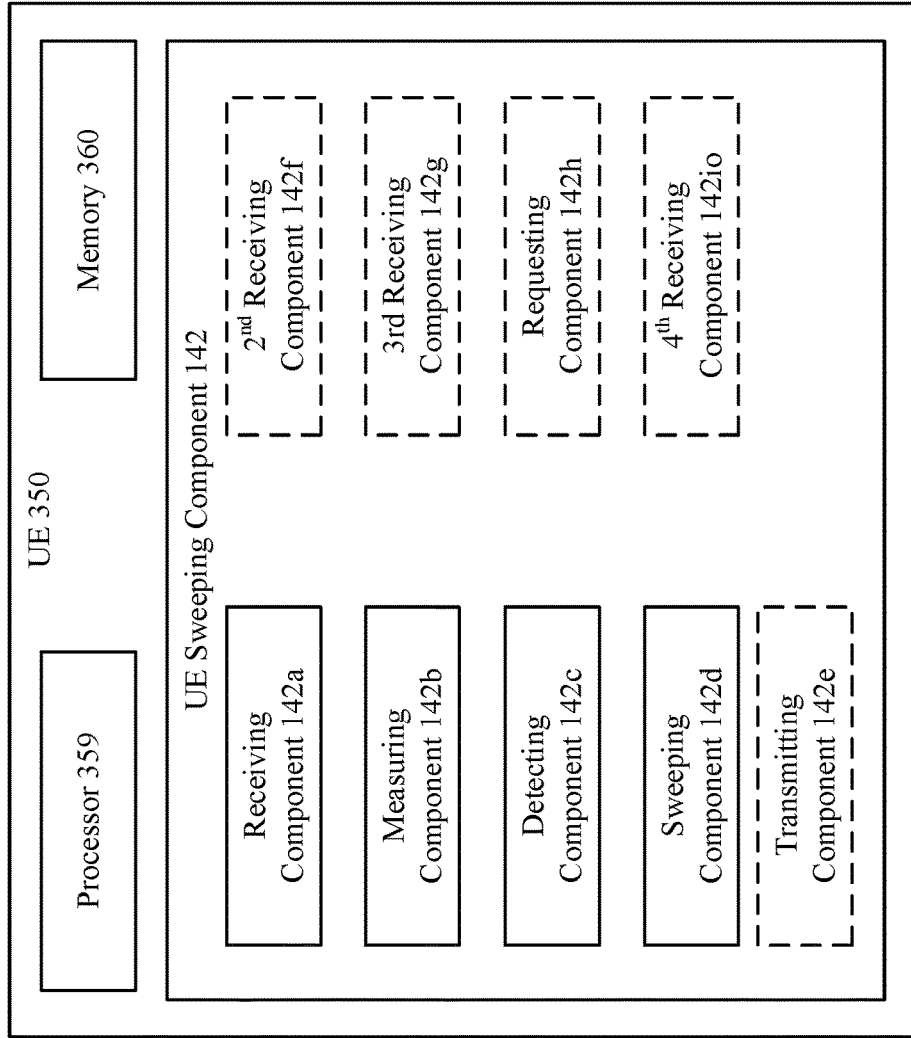 UE 350
Processor 359
Memory 360
UE Sweeping Component 142
Receiving
Component 142a
Measuring
Component 142b
Detecting
Component 142c
Sweeping
Component 142d
Transmitting
Component 142e
2nd Receiving
Component 142f
3rd Receiving
Component 142g
Requesting
Component 142h
4th Receiving
Component 142io